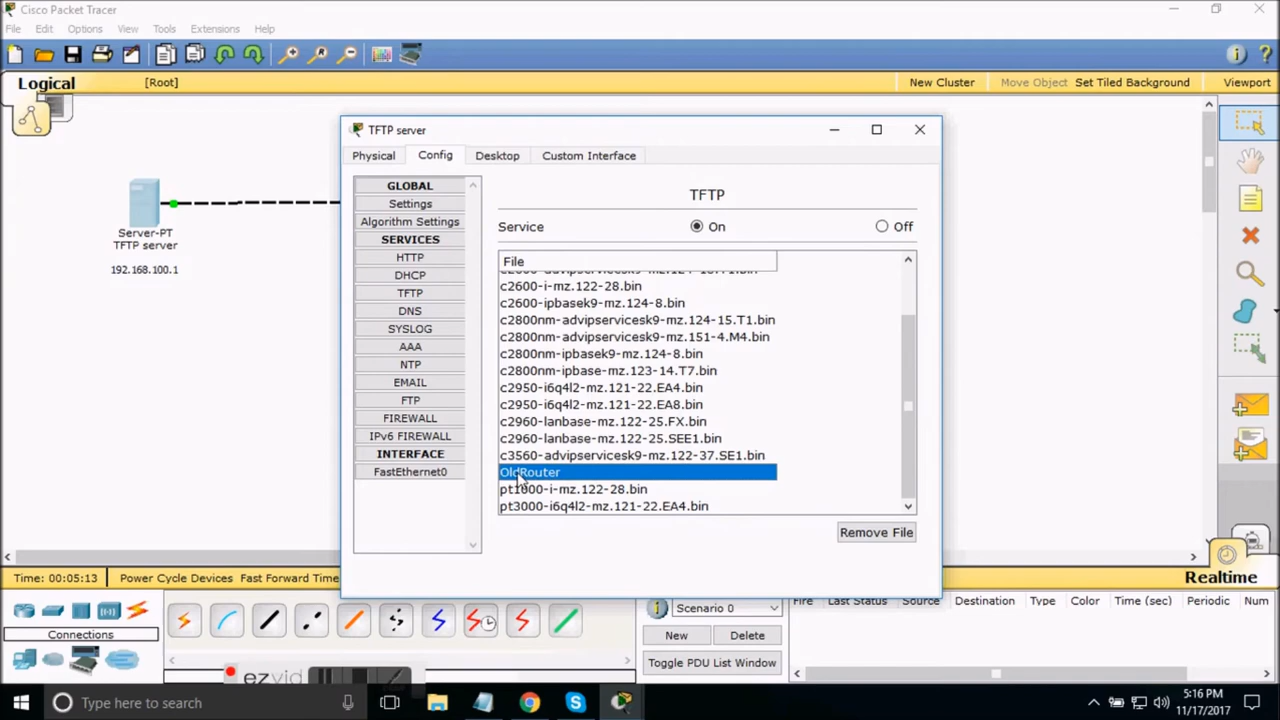 Cisco Packet Tracer
File Edit Options View Tools Extensions Help
Logical [Root] New Cluster Move Object Set Tiled Background Viewport
TFTP server
Physical Config Desktop Custom Interface
GLOBAL
Settings
Algorithm Settings
SERVICES
HTTP
DHCP
TFTP
DNS
SYSLOG
AAA
NTP
EMAIL
FTP
FIREWALL
IPv6 FIREWALL
INTERFACE
FastEthernet0
TFTP
Service On Off
File
c2600-i-mz.122-28.bin
c2600-ipbasek9-mz.124-8.bin
c2800nm-advipservicesk9-mz.124-15.T1.bin
c2800nm-advipservicesk9-mz.151-4.M4.bin
c2800nm-ipbasek9-mz.124-8.bin
c2800nm-ipbase-mz.123-14.T7.bin
c2950-i6q4l2-mz.121-22.EA4.bin
c2950-i6q4l2-mz.121-22.EA8.bin
c2960-lanbase-mz.122-25.FX.bin
c2960-lanbase-mz.122-25.SEE1.bin
c3560-advipservicesk9-mz.122-37.SE1.bin
OldRouter
pt1000-i-mz.122-28.bin
pt3000-i6q4l2-mz.121-22.EA4.bin
Remove File
Server-PT
TFTP server
192.168.100.1
Time: 00:05:13 Power Cycle Devices Fast Forward Time
Realtime
Connections
Scenario 0
New Delete
Toggle PDU List Window
Fire Last Status Source Destination Type Color Time (sec) Periodic Num
ezvid
Type here to search
5:16 PM
11/17/2017